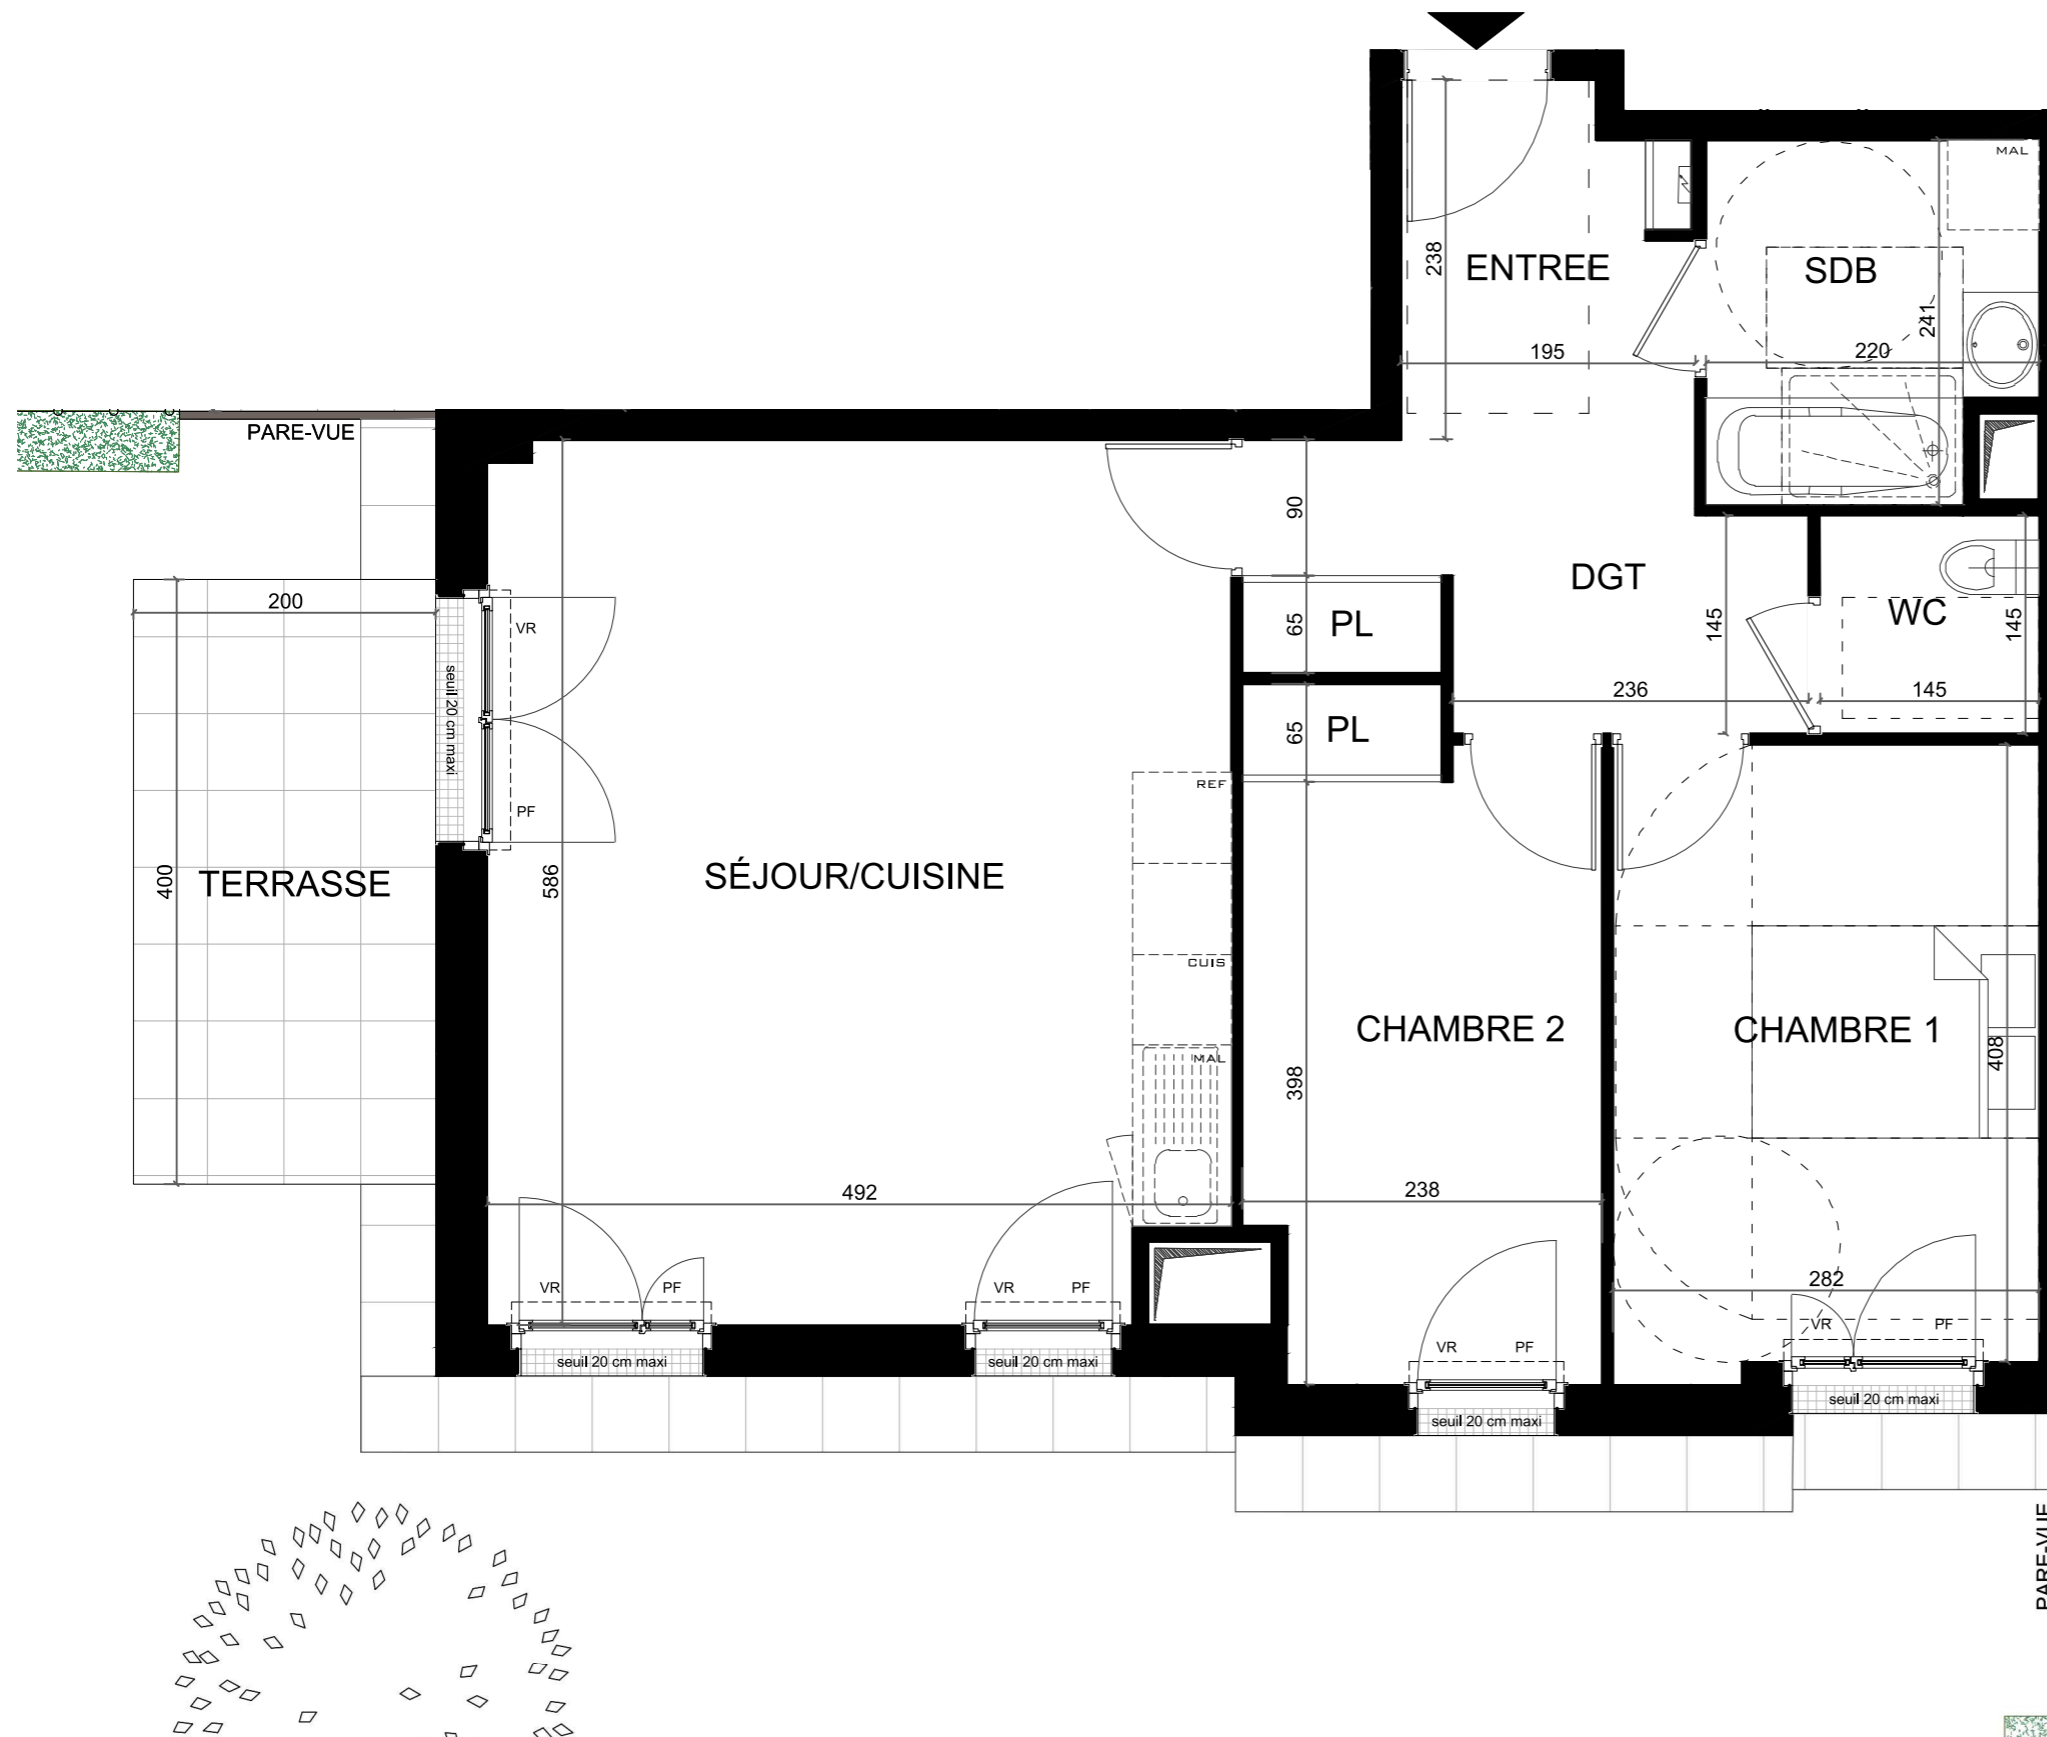 MAL
238
ENTREE
SDB
241
195
220
PARE-VUE
90
DGT
200
VR
65
PL
145
WC
145
seuil 20 cm maxi
236
145
65
PL
REF
PF
400
TERRASSE
586
SÉJOUR/CUISINE
CUIS
CHAMBRE 2
CHAMBRE 1
408
MAL
398
492
238
282
VR
PF
VR
PF
VR
PF
VR
PF
seuil 20 cm maxi
seuil 20 cm maxi
seuil 20 cm maxi
seuil 20 cm maxi
PARE-VUE